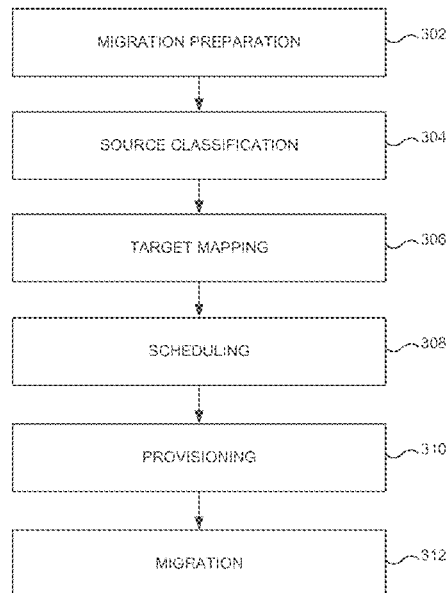 MIGRATION PREPARATION
302
SOURCE CLASSIFICATION
304
TARGET MAPPING
306
SCHEDULING
308
PROVISIONING
310
MIGRATION
312